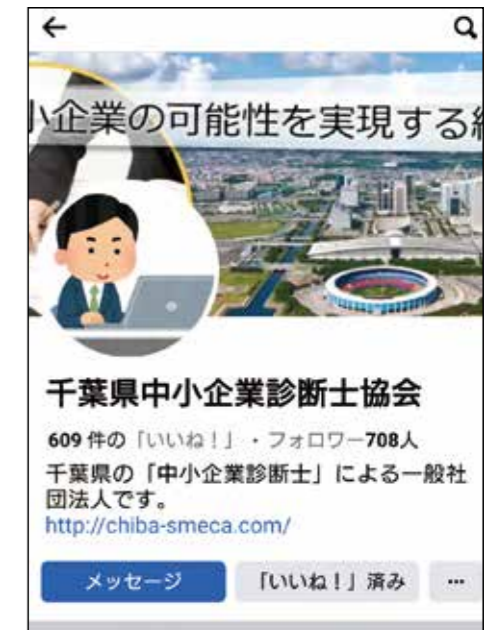 小企業の可能性を実現する
千葉県中小企業診断士協会
609 件の「いいね!」・フォロワー708人
千葉県の「中小企業診断士」による一般社
団法人です。
http://chiba-smeca.com/
メッセージ
「いいね!」済み